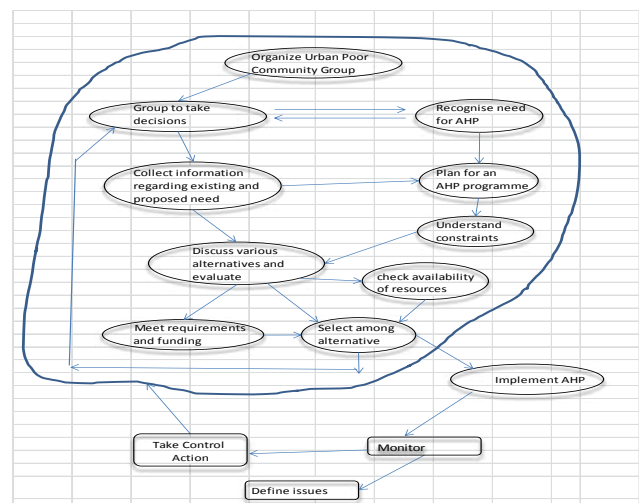 Organize Urban Poor
Community Group
Group to take
decisions
Recognise need
for AHP
Collect information
regarding existing and
proposed need
Plan for an
AHP programme
Understand
constraints
Discuss various
alternatives and
evaluate
check availability
of resources
Meet requirements
and funding
Select among
alternative
Implement AHP
Take Control
Action
Monitor
Define issues